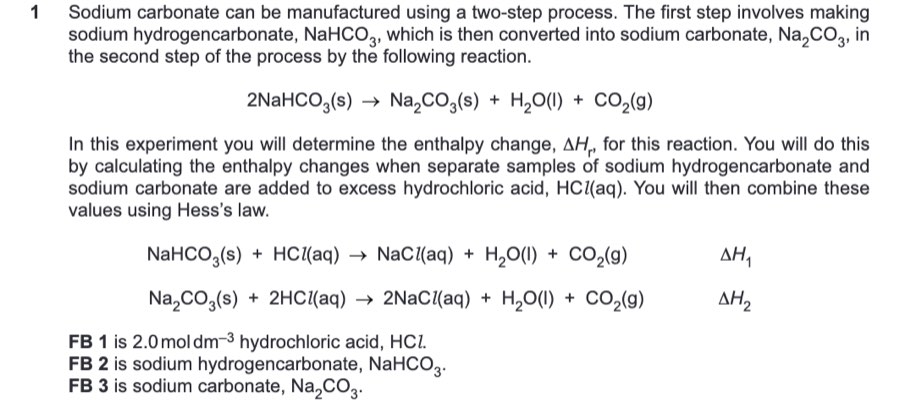 1 Sodium carbonate can be manufactured using a two-step process. The first step involves making
sodium hydrogencarbonate, NaHCO₃, which is then converted into sodium carbonate, Na₂CO₃, in
the second step of the process by the following reaction.
2NaHCO₃(s) → Na₂CO₃(s) + H₂O(l) + CO₂(g)
In this experiment you will determine the enthalpy change, ΔHᵣ, for this reaction. You will do this
by calculating the enthalpy changes when separate samples of sodium hydrogencarbonate and
sodium carbonate are added to excess hydrochloric acid, HCl(aq). You will then combine these
values using Hess's law.
NaHCO₃(s) + HCl(aq) → NaCl(aq) + H₂O(l) + CO₂(g) ΔH₁
Na₂CO₃(s) + 2HCl(aq) → 2NaCl(aq) + H₂O(l) + CO₂(g) ΔH₂
FB 1 is 2.0 mol dm⁻³ hydrochloric acid, HCl.
FB 2 is sodium hydrogencarbonate, NaHCO₃.
FB 3 is sodium carbonate, Na₂CO₃.